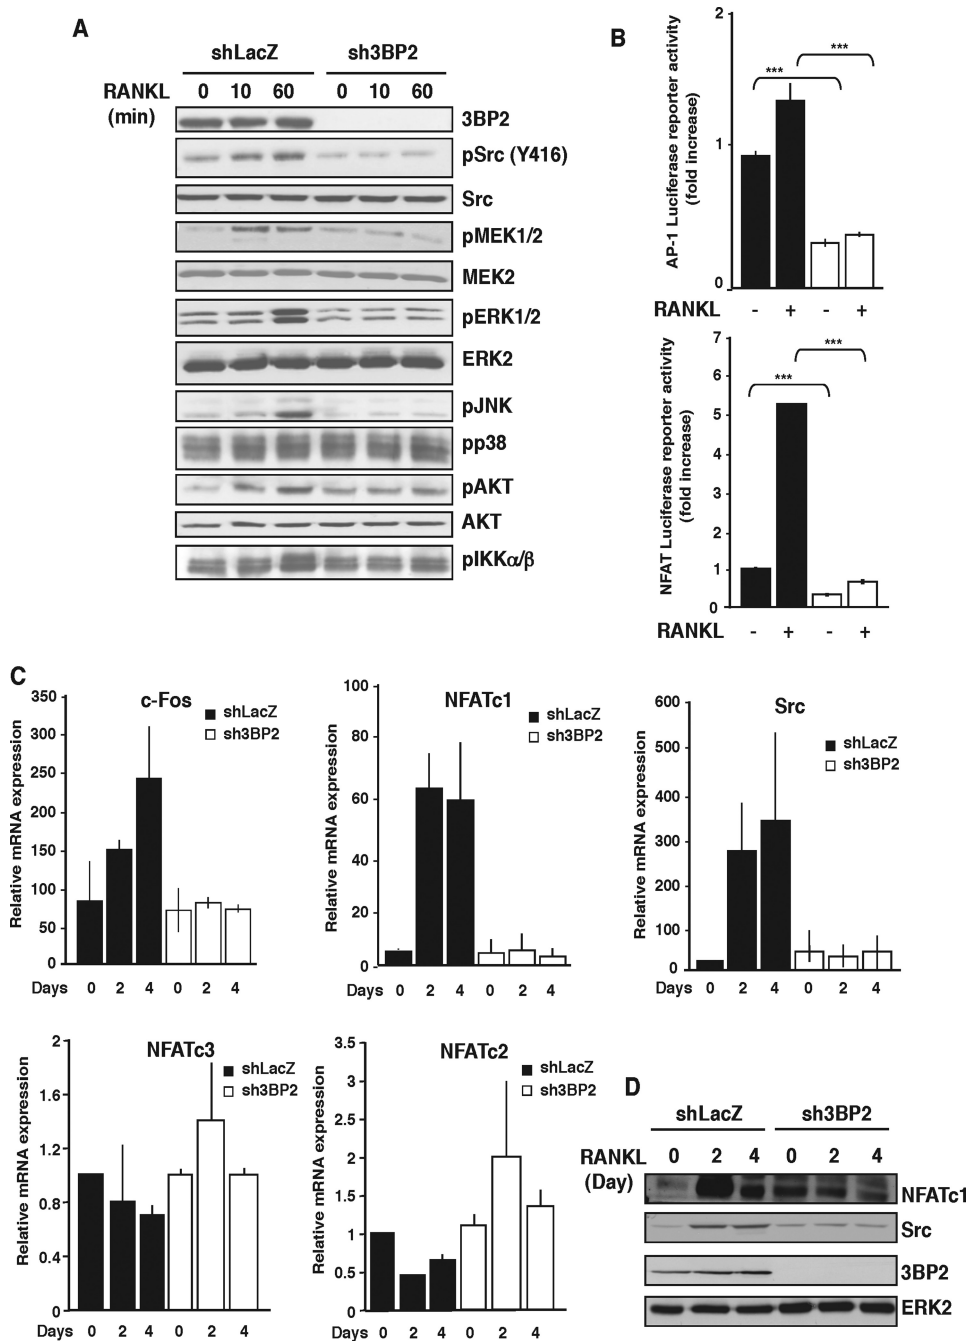 A
shLacZ sh3BP2
RANKL 0 10 60 0 10 60
(min)
3BP2
pSrc (Y416)
Src
pMEK1/2
MEK2
pERK1/2
ERK2
pJNK
pp38
pAKT
AKT
pIKKα/β
B
AP-1 Luciferase reporter activity
(fold increase)
2
1
0
***
***
RANKL - + - +
NFAT Luciferase reporter activity
(fold increase)
7
6
5
4
3
2
1
0
***
***
RANKL - + - +
C
c-Fos
shLacZ
sh3BP2
Relative mRNA expression
350
300
250
200
150
100
50
0
Days 0 2 4 0 2 4
NFATc1
shLacZ
sh3BP2
Relative mRNA expression
100
80
60
40
20
0
Days 0 2 4 0 2 4
Src
shLacZ
sh3BP2
Relative mRNA expression
600
500
400
300
200
100
0
Days 0 2 4 0 2 4
NFATc3
shLacZ
sh3BP2
Relative mRNA expression
2
1.6
1.2
0.8
0.4
0
Days 0 2 4 0 2 4
NFATc2
shLacZ
sh3BP2
Relative mRNA expression
3.5
3
2.5
2
1.5
1
0.5
0
Days 0 2 4 0 2 4
D
shLacZ sh3BP2
RANKL 0 2 4 0 2 4
(Day)
NFATc1
Src
3BP2
ERK2